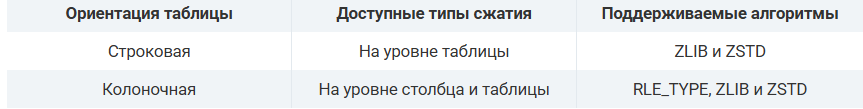 Ориентация таблицы Доступные типы сжатия Поддерживаемые алгоритмы
Строковая На уровне таблицы ZLIB и ZSTD
Колоночная На уровне столбца и таблицы RLE_TYPE, ZLIB и ZSTD